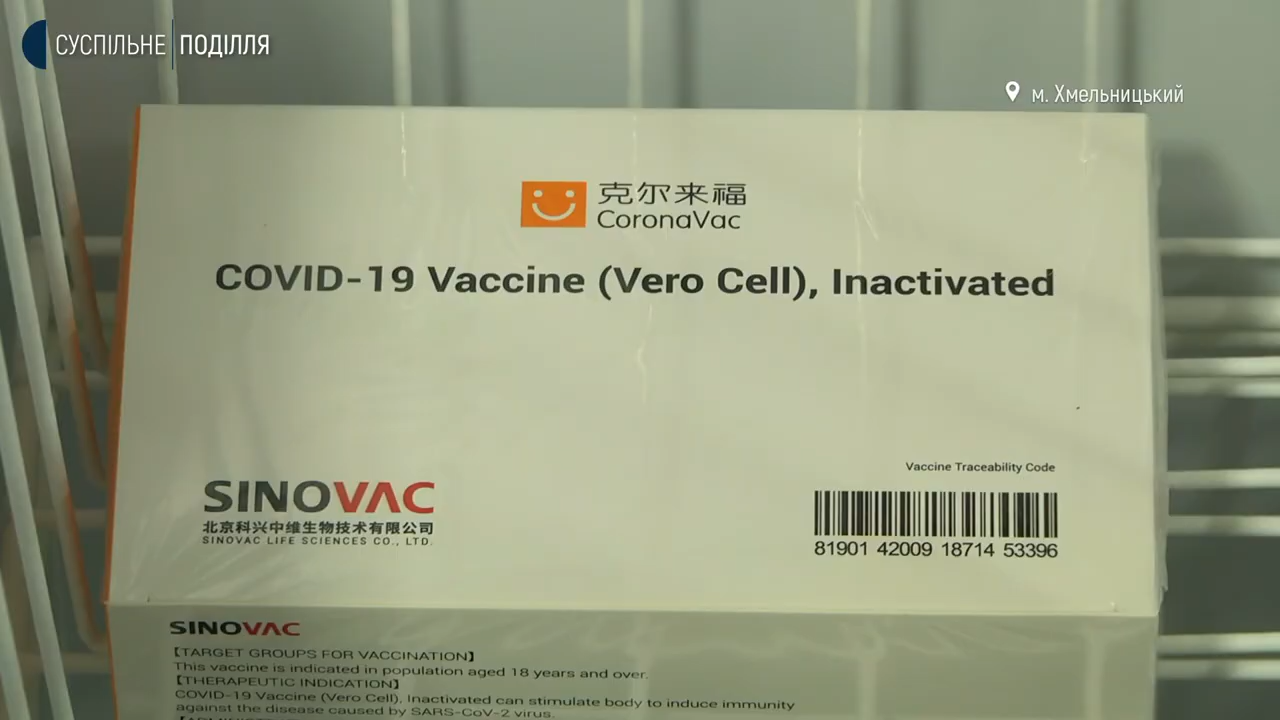 СУСПІЛЬНЕ ПОДІЛЛЯ
м. Хмельницький
克尔来福
CoronaVac
COVID-19 Vaccine (Vero Cell), Inactivated
Vaccine Traceability Code
SINOVAC
北京科兴中维生物技术有限公司
SINOVAC LIFE SCIENCES CO., LTD.
81901 42009 18714 53396
SINOVAC
【TARGET GROUPS FOR VACCINATION】
This vaccine is indicated in population aged 18 years and over.
【THERAPEUTIC INDICATION】
COVID-19 Vaccine (Vero Cell), Inactivated can stimulate body to induce immunity
against the disease caused by SARS-CoV-2 virus.